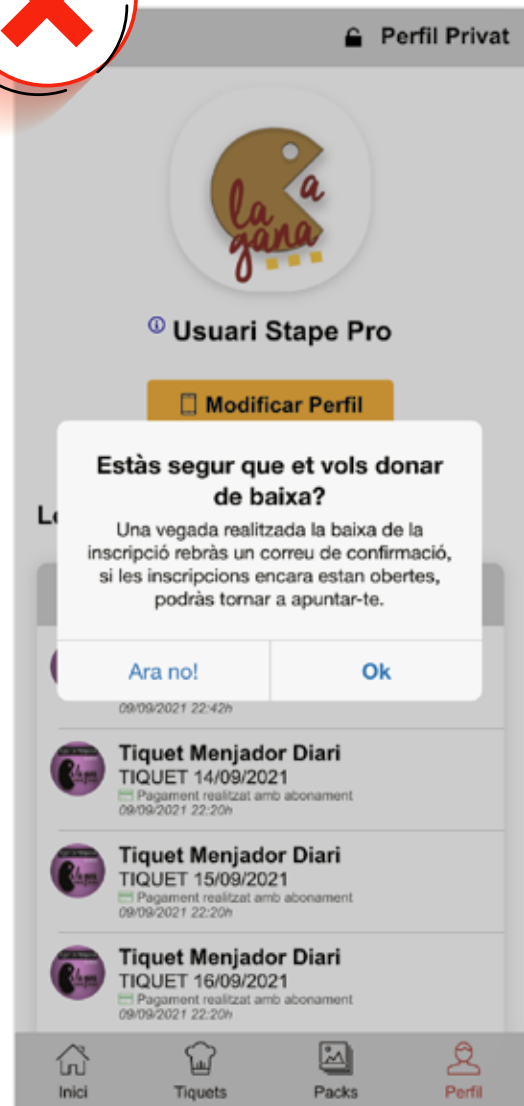 Perfil Privat
la
a
gana
Usuari Stape Pro
Modificar Perfil
Estàs segur que et vols donar
de baixa?
Una vegada realitzada la baixa de la
inscripció rebràs un correu de confirmació,
si les inscripcions encara estan obertes,
podràs tornar a apuntar-te.
Ara no!
Ok
09/09/2021 22:42h
Tiquet Menjador Diari
TIQUET 14/09/2021
Pagament realitzat amb abonament
09/09/2021 22:20h
Tiquet Menjador Diari
TIQUET 15/09/2021
Pagament realitzat amb abonament
09/09/2021 22:20h
Tiquet Menjador Diari
TIQUET 16/09/2021
Pagament realitzat amb abonament
09/09/2021 22:20h
Inici
Tiquets
Packs
Perfil